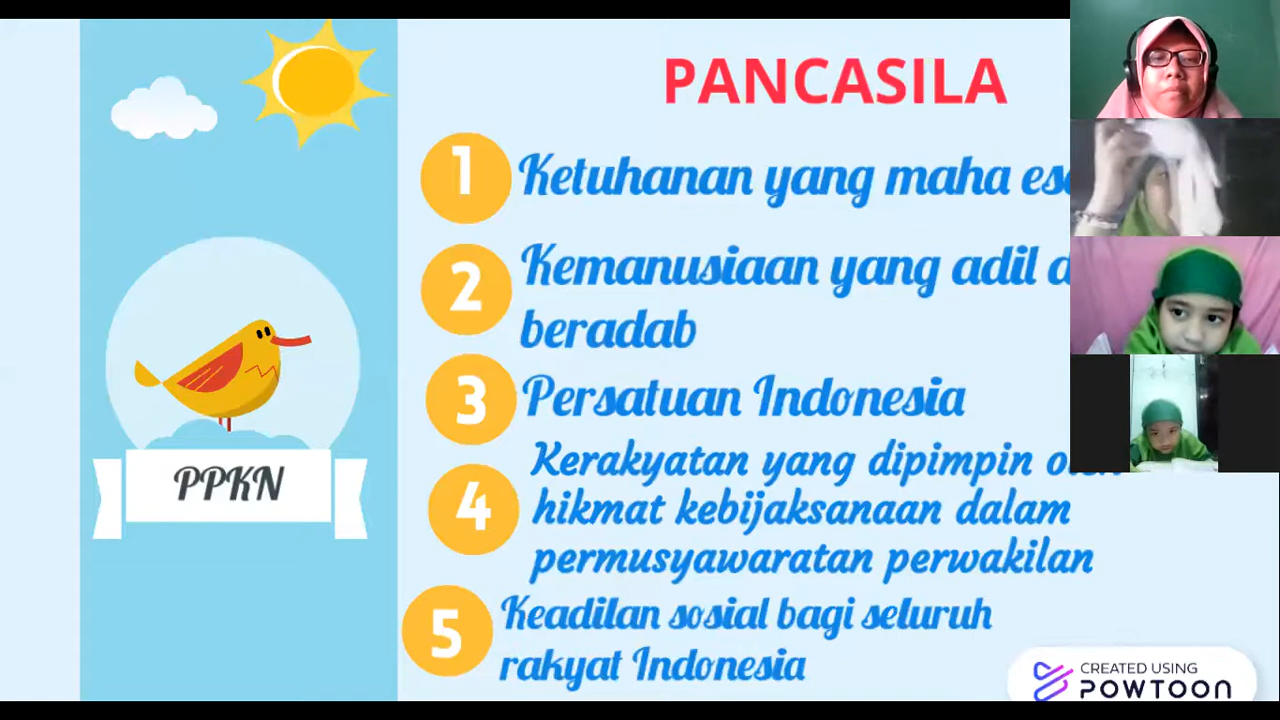 PANCASILA
1 Ketuhanan yang maha
2 Kemanusiaan yang adil
beradab
3 Persatuan Indonesia
4 Kerakyatan yang dipimpin oleh
hikmat kebijaksanaan dalam
permusyawaratan perwakilan
5 Keadilan sosial bagi seluruh
rakyat Indonesia
PPKN
CREATED USING
POWTOON